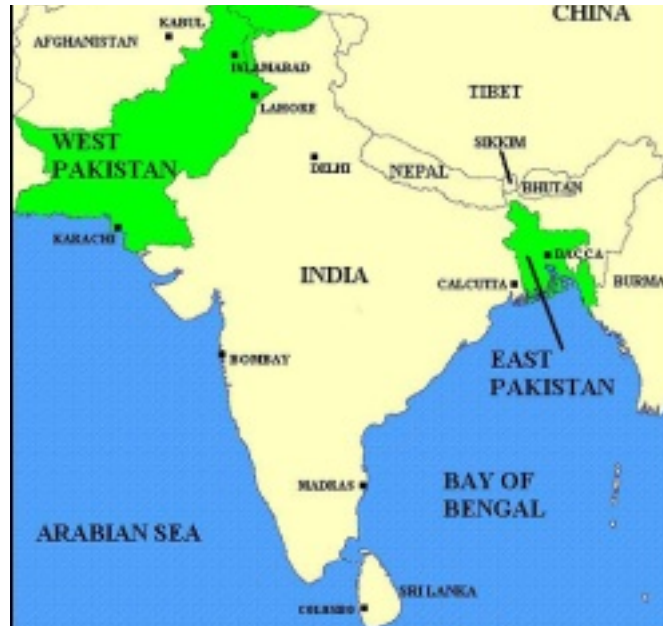 CHINA
KABUL
AFGHANISTAN
ISLAMABAD
LAHORE
TIBET
WEST
PAKISTAN
SIKKIM
DELHI
NEPAL
BHUTAN
KARACHI
DACCA
INDIA
CALCUTTA
BURMA
BOMBAY
EAST
PAKISTAN
MADRAS
BAY OF
BENGAL
ARABIAN SEA
SRI LANKA
COLOMBO